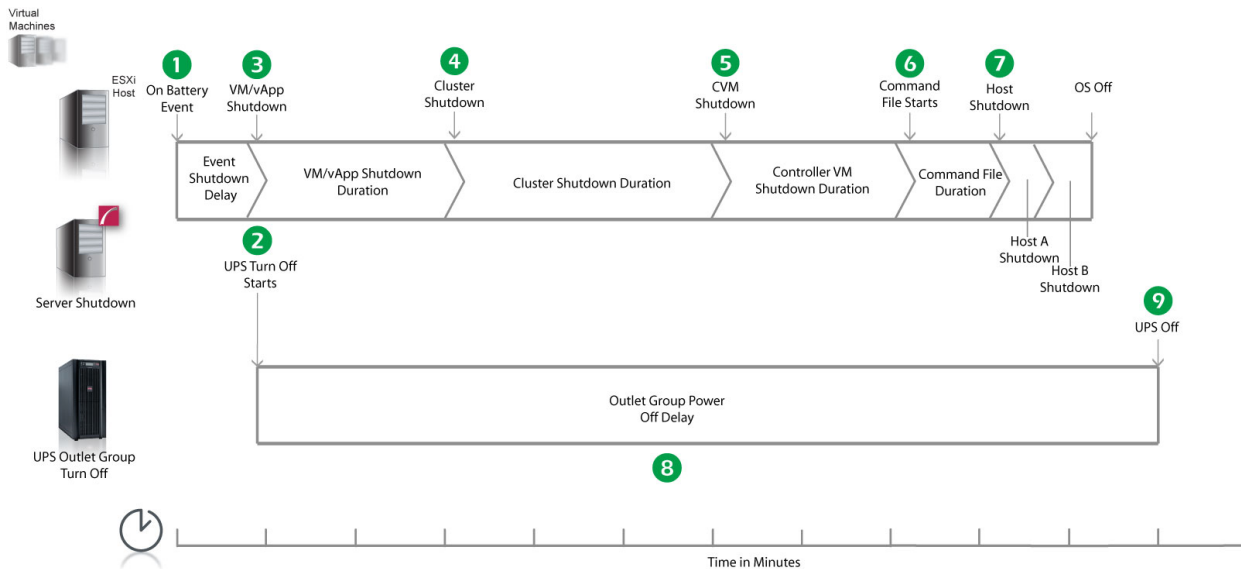 Virtual
Machines
ESXi
Host
1
On Battery
Event
3
VM/vApp
Shutdown
4
Cluster
Shutdown
5
CVM
Shutdown
6
Command
File Starts
7
Host
Shutdown
OS Off
Event
Shutdown
Delay
VM/vApp Shutdown
Duration
Cluster Shutdown Duration
Controller VM
Shutdown Duration
Command File
Duration
Host A
Shutdown
Host B
Shutdown
Server Shutdown
2
UPS Turn Off
Starts
9
UPS Off
Outlet Group Power
Off Delay
8
UPS Outlet Group
Turn Off
Time in Minutes